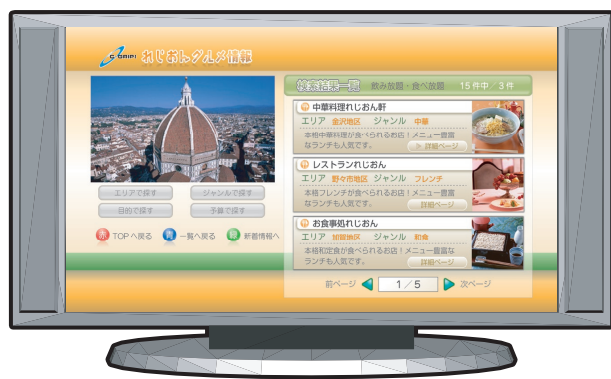 れじおんグルメ情報
検索結果一覧 飲み放題・食べ放題 15件中／3件
中華料理れじおん軒
エリア 金沢地区 ジャンル 中華
本格中華料理が食べられるお店！メニュー豊富
なランチも人気です。
＞ 詳細ページ
レストランれじおん
エリア 野々市地区 ジャンル フレンチ
本格フレンチが食べられるお店！メニュー豊富
なランチも人気です。
詳細ページ
お食事処れじおん
エリア 加賀地区 ジャンル 和食
本格和定食が食べられるお店！メニュー豊富な
ランチも人気です。
詳細ページ
エリアで探す ジャンルで探す
目的で探す 予算で探す
赤 TOPへ戻る 青 一覧へ戻る 緑 新着情報へ
前ページ 1／5 次ページ